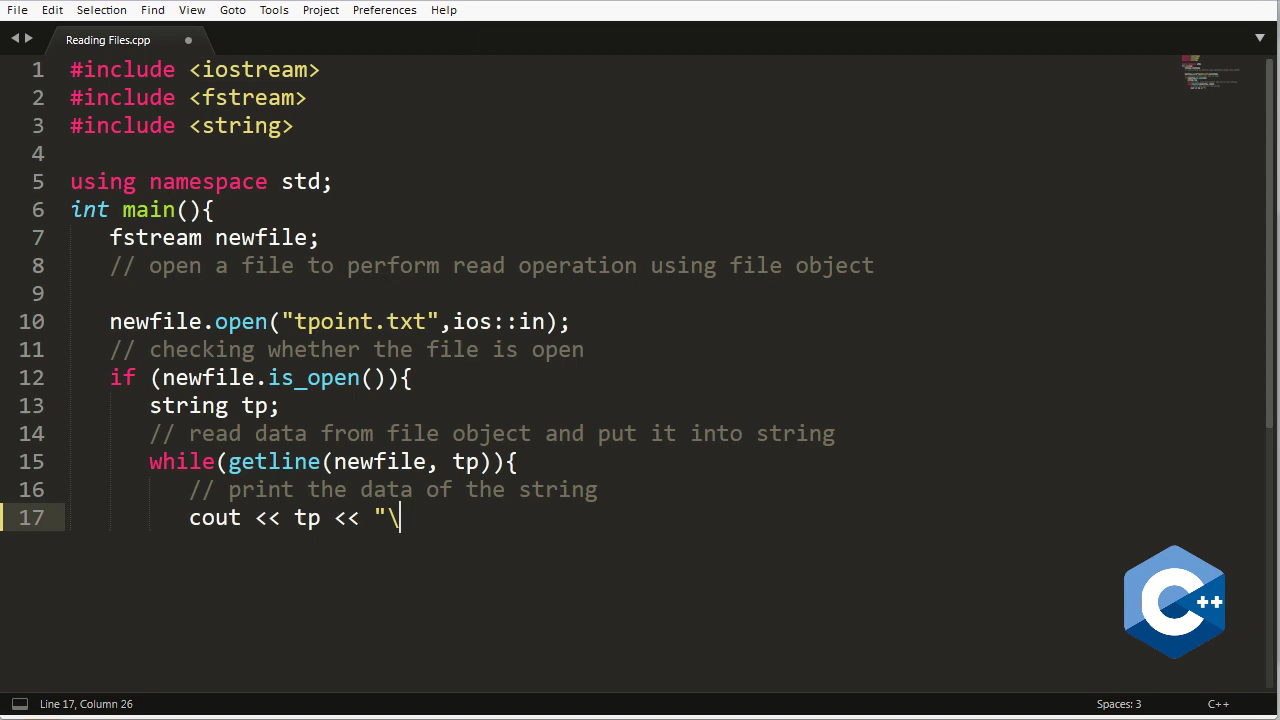 File Edit Selection Find View Goto Tools Project Preferences Help
Reading Files.cpp
1 #include <iostream>
2 #include <fstream>
3 #include <string>
4
5 using namespace std;
6 int main(){
7 fstream newfile;
8 // open a file to perform read operation using file object
9
10 newfile.open("tpoint.txt",ios::in);
11 // checking whether the file is open
12 if (newfile.is_open()){
13 string tp;
14 // read data from file object and put it into string
15 while(getline(newfile, tp)){
16 // print the data of the string
17 cout << tp << "\
C++
Line 17, Column 26 Spaces: 3 C++